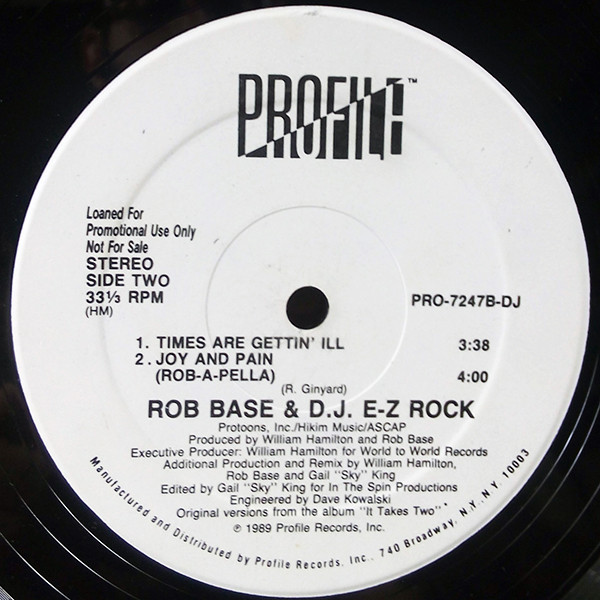 PROFILE™
Loaned For
Promotional Use Only
Not For Sale
STEREO
SIDE TWO
33⅓ RPM
(HM)
PRO-7247B-DJ
1. TIMES ARE GETTIN' ILL 3:38
2. JOY AND PAIN
(ROB-A-PELLA) 4:00
(R. Ginyard)
ROB BASE & D.J. E-Z ROCK
Protoons, Inc./Hikim Music/ASCAP
Produced by William Hamilton and Rob Base
Executive Producer: William Hamilton for World to World Records
Additional Production and Remix by William Hamilton,
Rob Base and Gail "Sky" King
Edited by Gail "Sky" King for In The Spin Productions
Engineered by Dave Kowalski
Original versions from the album "It Takes Two"
℗ 1989 Profile Records, Inc.
Manufactured and Distributed by Profile Records. Inc., 740 Broadway, N.Y., N.Y. 10003